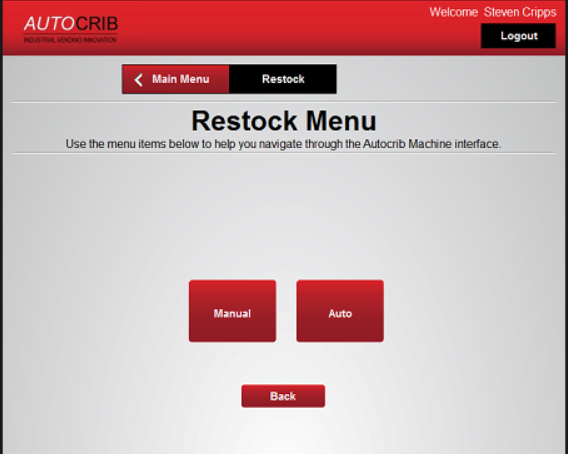 Welcome Steven Cripps
AUTOCRIB
INDUSTRIAL VENDING INNOVATION
Logout
Main Menu
Restock
Restock Menu
Use the menu items below to help you navigate through the Autocrib Machine interface.
Manual
Auto
Back